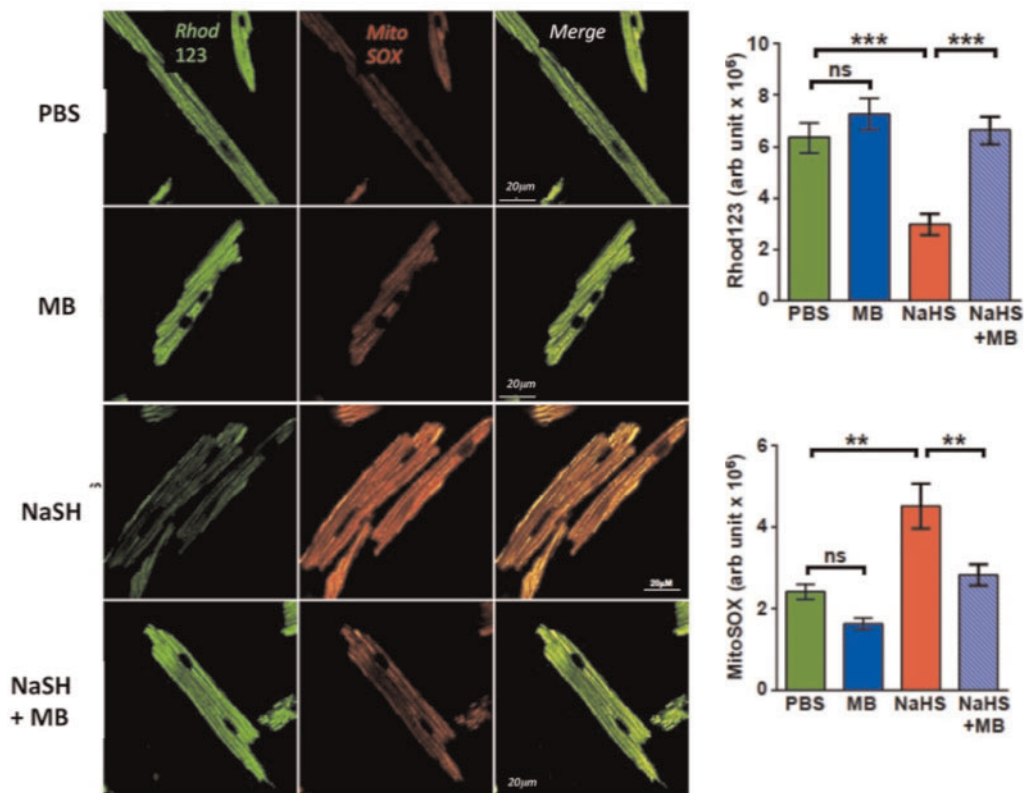 Rhod
123
Mito
SOX
Merge
PBS
20µm
MB
20µm
NaSH
20µM
NaSH
+ MB
20µm
Rhod123 (arb unit x 10⁶)
10
8
6
4
2
0
***
***
ns
PBS
MB
NaHS
NaHS
+MB
MitoSOX (arb unit x 10⁶)
6
4
2
0
**
**
ns
PBS
MB
NaHS
NaHS
+MB